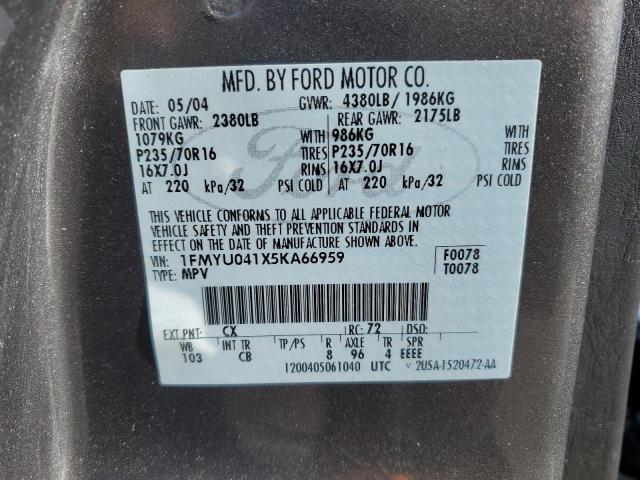 MFD. BY FORD MOTOR CO.
DATE: 05/04 GVWR: 4380LB/ 1986KG
FRONT GAWR: 2380LB REAR GAWR: 2175LB
1079KG WITH 986KG WITH
P235/70R16 TIRES P235/70R16 TIRES
16X7.0J RIMS 16X7.0J RIMS
AT 220 kPa/32 PSI COLD AT 220 kPa/32 PSI COLD
Ford
THIS VEHICLE CONFORMS TO ALL APPLICABLE FEDERAL MOTOR
VEHICLE SAFETY AND THEFT PREVENTION STANDARDS IN
EFFECT ON THE DATE OF MANUFACTURE SHOWN ABOVE.
VIN: 1FMYU041X5KA66959 F0078
TYPE: MPV T0078
EXT PNT: CX RC: 72 DSO:
WB INT TR TP/PS R AXLE TR SPR
103 CB 8 96 4 EEEE
1200405061040 UTC ▽ 2U5A-1520472-AA